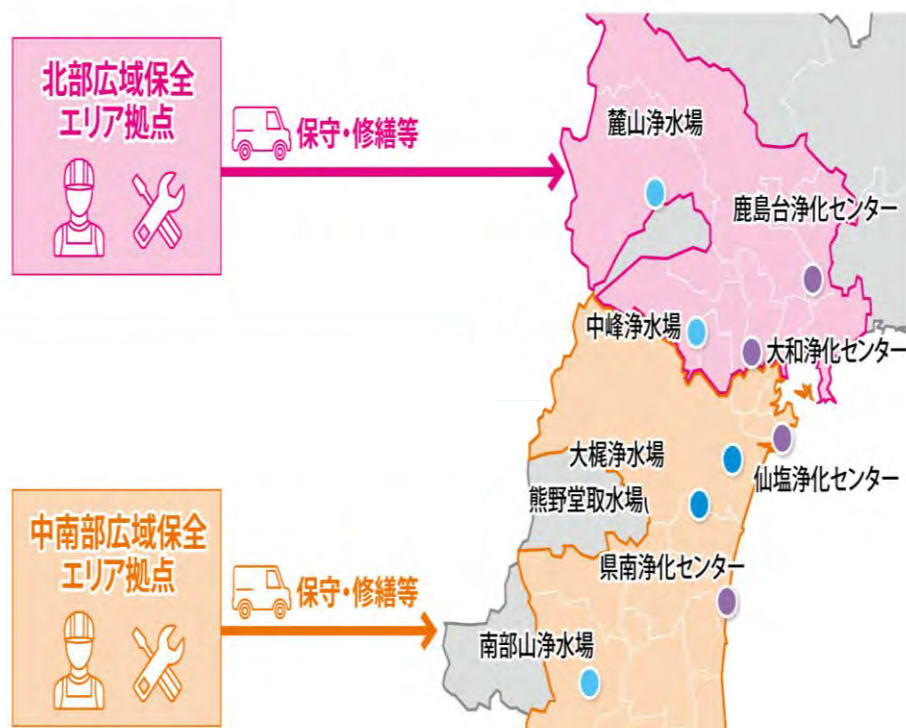 北部広域保全
エリア拠点
保守・修繕等
麓山浄水場
鹿島台浄化センター
中峰浄水場
大和浄化センター
大梶浄水場
仙塩浄化センター
熊野堂取水場
中南部広域保全
エリア拠点
保守・修繕等
県南浄化センター
南部山浄水場